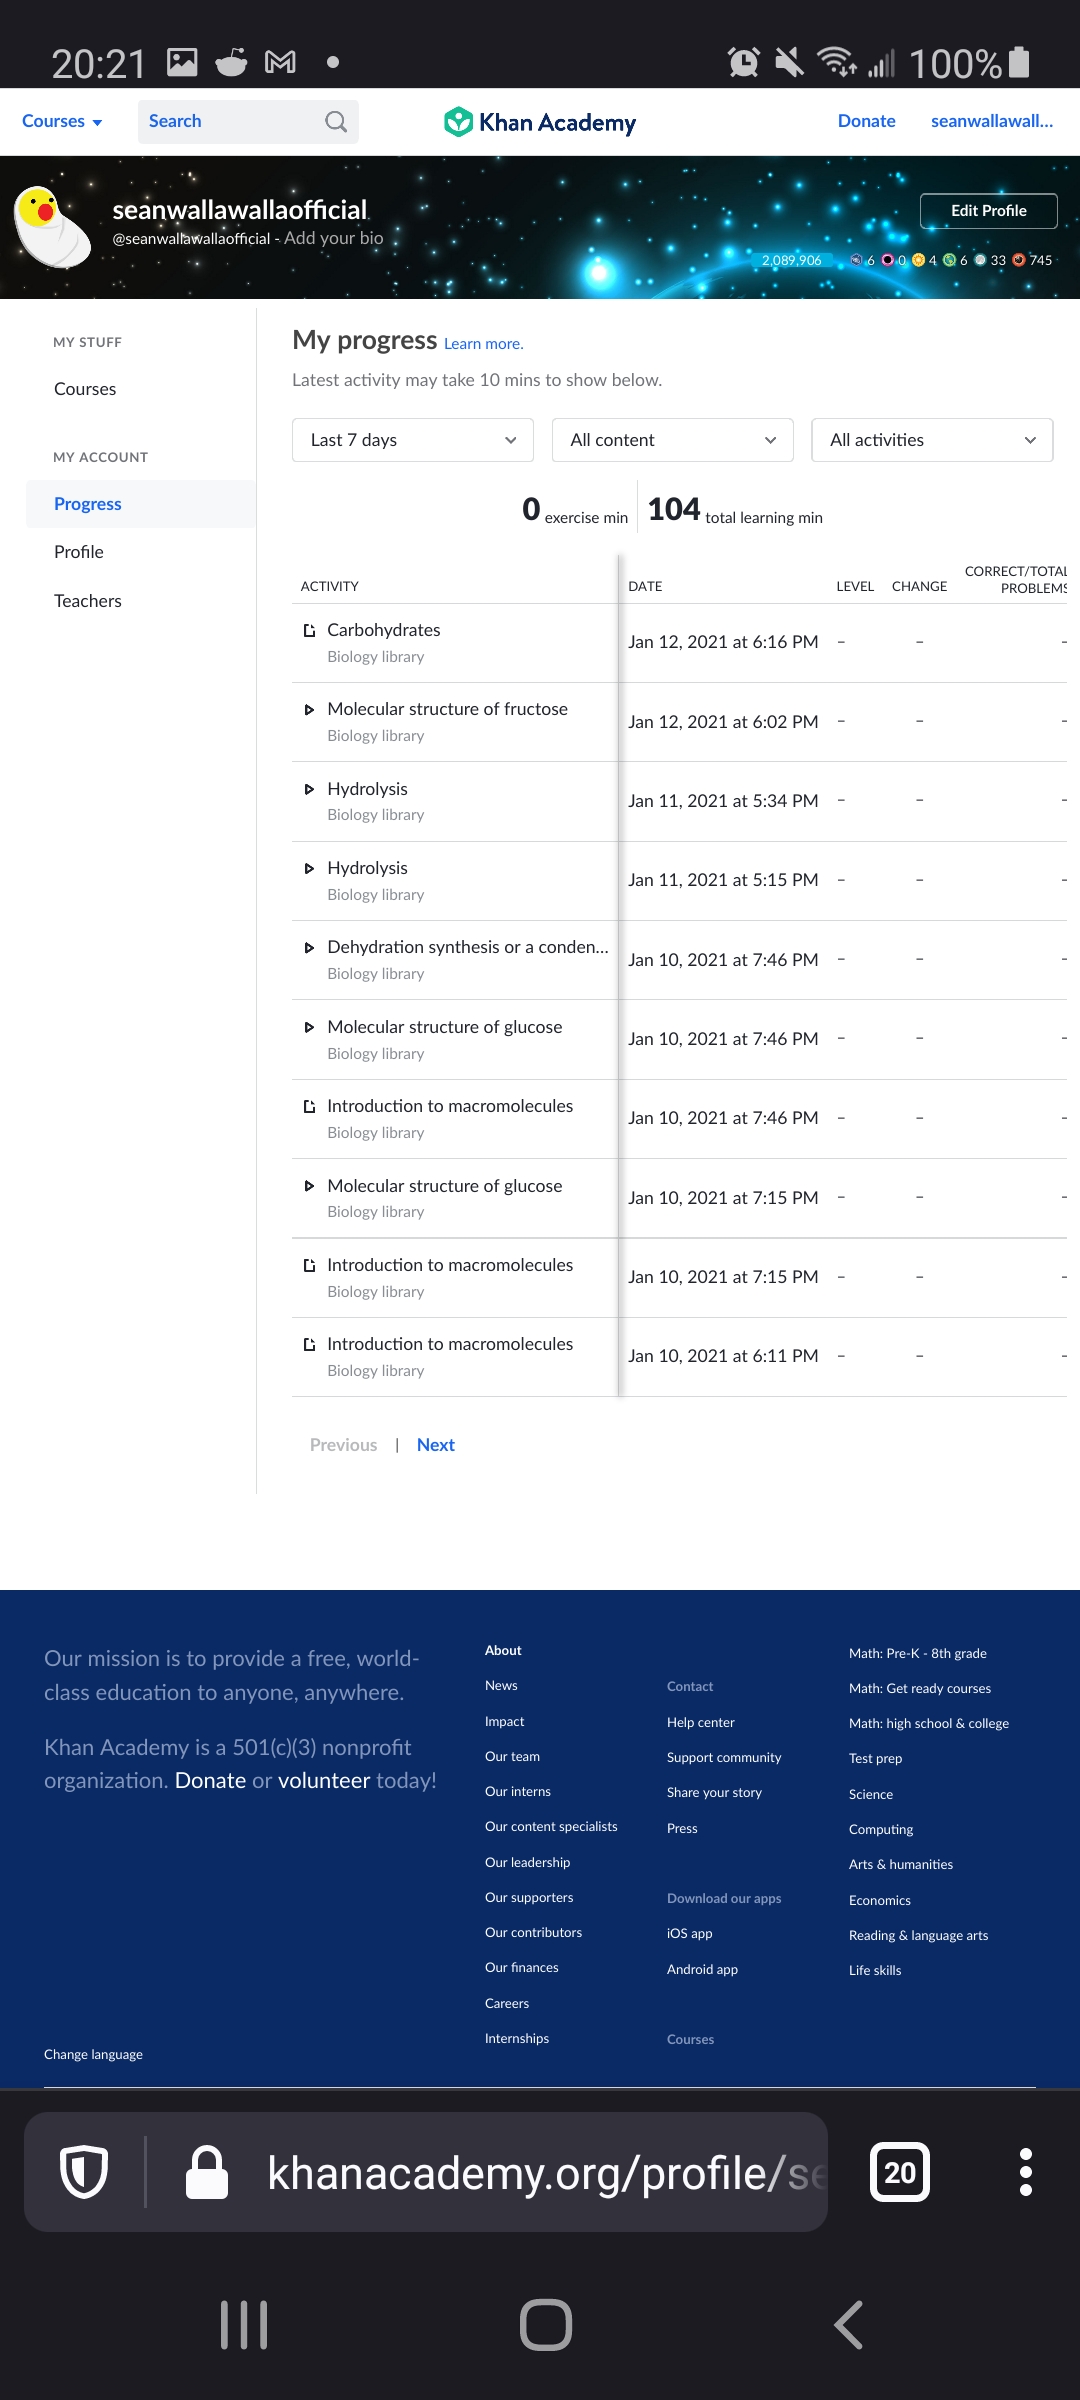 20:21 100%
Courses Search Khan Academy Donate seanwallawall...
seanwallawallaofficial
@seanwallawallaofficial - Add your bio
Edit Profile
2,089,906 6 0 4 6 33 745
MY STUFF
Courses
MY ACCOUNT
Progress
Profile
Teachers
My progress Learn more.
Latest activity may take 10 mins to show below.
Last 7 days All content All activities
0 exercise min 104 total learning min
ACTIVITY DATE LEVEL CHANGE CORRECT/TOTAL
PROBLEMS
Carbohydrates
Biology library
Jan 12, 2021 at 6:16 PM – – –
Molecular structure of fructose
Biology library
Jan 12, 2021 at 6:02 PM – – –
Hydrolysis
Biology library
Jan 11, 2021 at 5:34 PM – – –
Hydrolysis
Biology library
Jan 11, 2021 at 5:15 PM – – –
Dehydration synthesis or a conden...
Biology library
Jan 10, 2021 at 7:46 PM – – –
Molecular structure of glucose
Biology library
Jan 10, 2021 at 7:46 PM – – –
Introduction to macromolecules
Biology library
Jan 10, 2021 at 7:46 PM – – –
Molecular structure of glucose
Biology library
Jan 10, 2021 at 7:15 PM – – –
Introduction to macromolecules
Biology library
Jan 10, 2021 at 7:15 PM – – –
Introduction to macromolecules
Biology library
Jan 10, 2021 at 6:11 PM – – –
Previous | Next
Our mission is to provide a free, world-
class education to anyone, anywhere.
Khan Academy is a 501(c)(3) nonprofit
organization. Donate or volunteer today!
Change language
About
News
Impact
Our team
Our interns
Our content specialists
Our leadership
Our supporters
Our contributors
Our finances
Careers
Internships
Contact
Help center
Support community
Share your story
Press
Download our apps
iOS app
Android app
Courses
Math: Pre-K - 8th grade
Math: Get ready courses
Math: high school & college
Test prep
Science
Computing
Arts & humanities
Economics
Reading & language arts
Life skills
khanacademy.org/profile/se 20